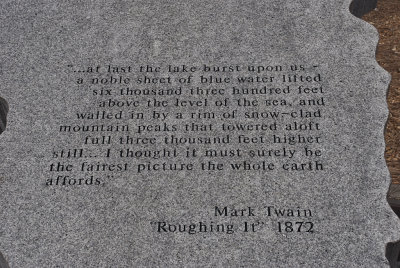 "...at last the lake burst upon us -
a noble sheet of blue water lifted
six thousand three hundred feet
above the level of the sea, and
walled in by a rim of snow-clad
mountain peaks that towered aloft
full three thousand feet higher
still... I thought it must surely be
the fairest picture the whole earth
affords."
Mark Twain
"Roughing It" 1872